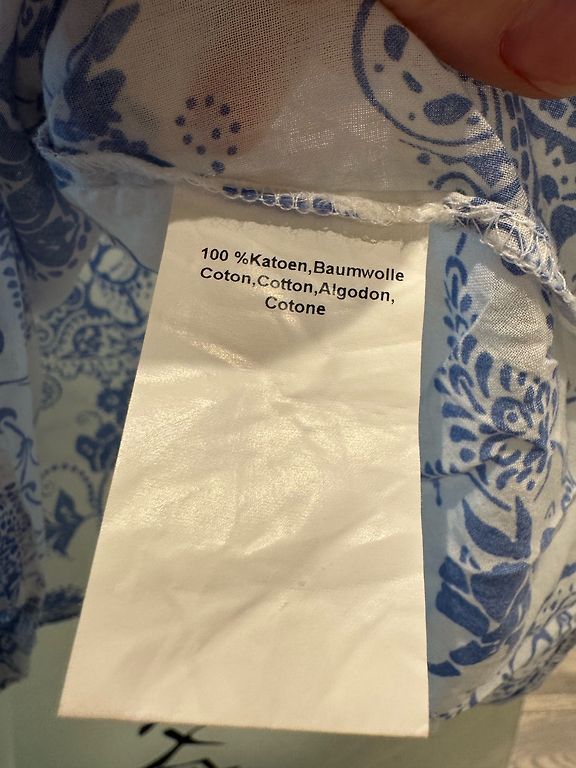 100 %Katoen,Baumwolle
Coton,Cotton,Algodon,
Cotone